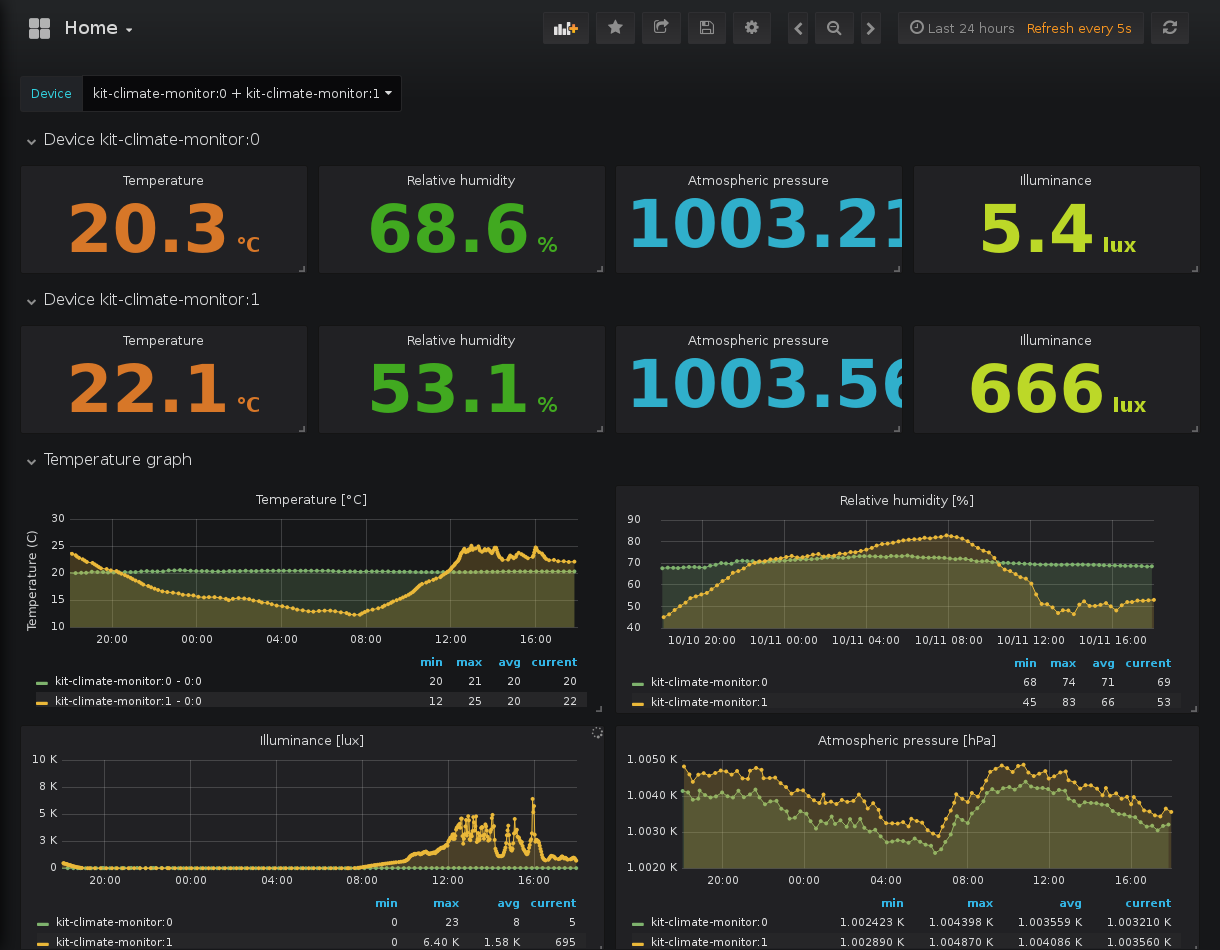 Home
Last 24 hours Refresh every 5s
Device kit-climate-monitor:0 + kit-climate-monitor:1
Device kit-climate-monitor:0
Temperature Relative humidity Atmospheric pressure Illuminance
20.3 °C 68.6 % 1003.21 5.4 lux
Device kit-climate-monitor:1
Temperature Relative humidity Atmospheric pressure Illuminance
22.1 °C 53.1 % 1003.56 666 lux
Temperature graph
Temperature [°C]
Temperature (C)
30
25
20
15
10
20:00 00:00 04:00 08:00 12:00 16:00
min max avg current
kit-climate-monitor:0 - 0:0 20 21 20 20
kit-climate-monitor:1 - 0:0 12 25 20 22
Relative humidity [%]
90
80
70
60
50
40
10/10 20:00 10/11 00:00 10/11 04:00 10/11 08:00 10/11 12:00 10/11 16:00
min max avg current
kit-climate-monitor:0 68 74 71 69
kit-climate-monitor:1 45 83 66 53
Illuminance [lux]
10 K
8 K
5 K
3 K
0
20:00 00:00 04:00 08:00 12:00 16:00
min max avg current
kit-climate-monitor:0 0 23 8 5
kit-climate-monitor:1 0 6.40 K 1.58 K 695
Atmospheric pressure [hPa]
1.0050 K
1.0040 K
1.0030 K
1.0020 K
20:00 00:00 04:00 08:00 12:00 16:00
min max avg current
kit-climate-monitor:0 1.002423 K 1.004398 K 1.003559 K 1.003210 K
kit-climate-monitor:1 1.002890 K 1.004870 K 1.004086 K 1.003560 K